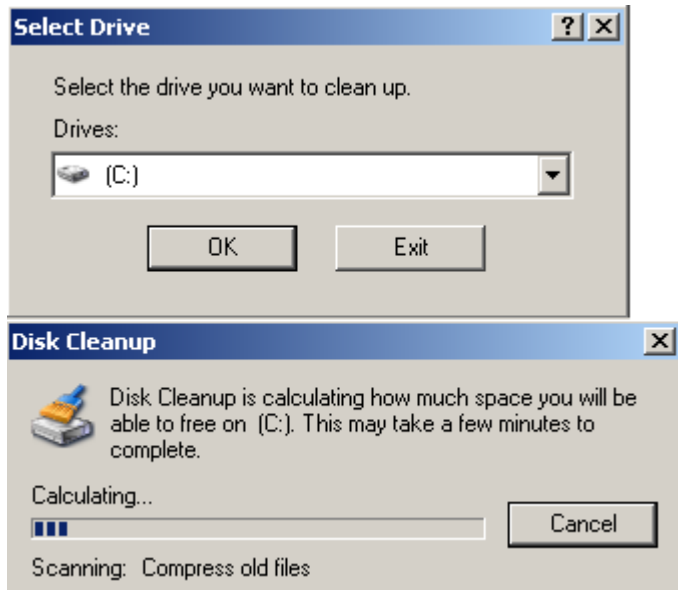 Select Drive
Select the drive you want to clean up.
Drives:
(C:)
OK Exit
Disk Cleanup
Disk Cleanup is calculating how much space you will be
able to free on (C:). This may take a few minutes to
complete.
Calculating...
Cancel
Scanning: Compress old files